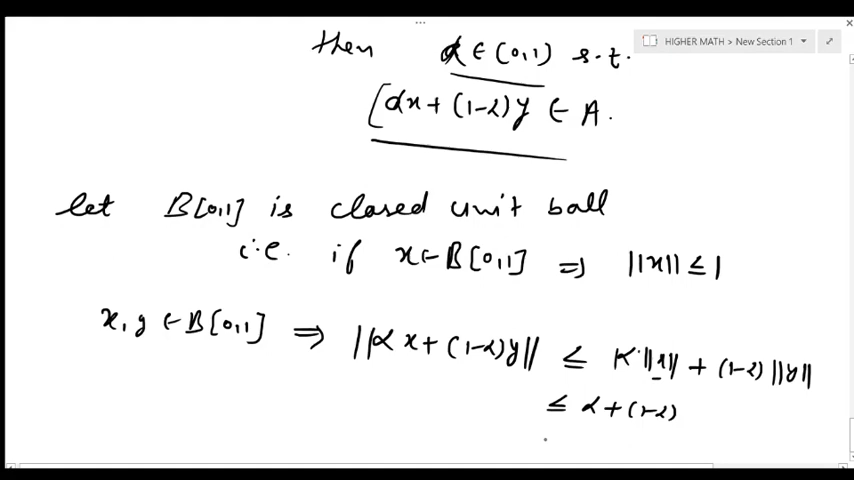 HIGHER MATH > New Section 1
then α ∈ (0,1) s.t.
[αx + (1-α)y ∈ A.
let B[0,1] is closed unit ball
i.e. if x ∈ B[0,1] ⇒ ||x|| ≤ 1
x, y ∈ B[0,1] ⇒ ||αx + (1-α)y|| ≤ |α|·||x|| + (1-α)||y||
≤ α + (1-α)